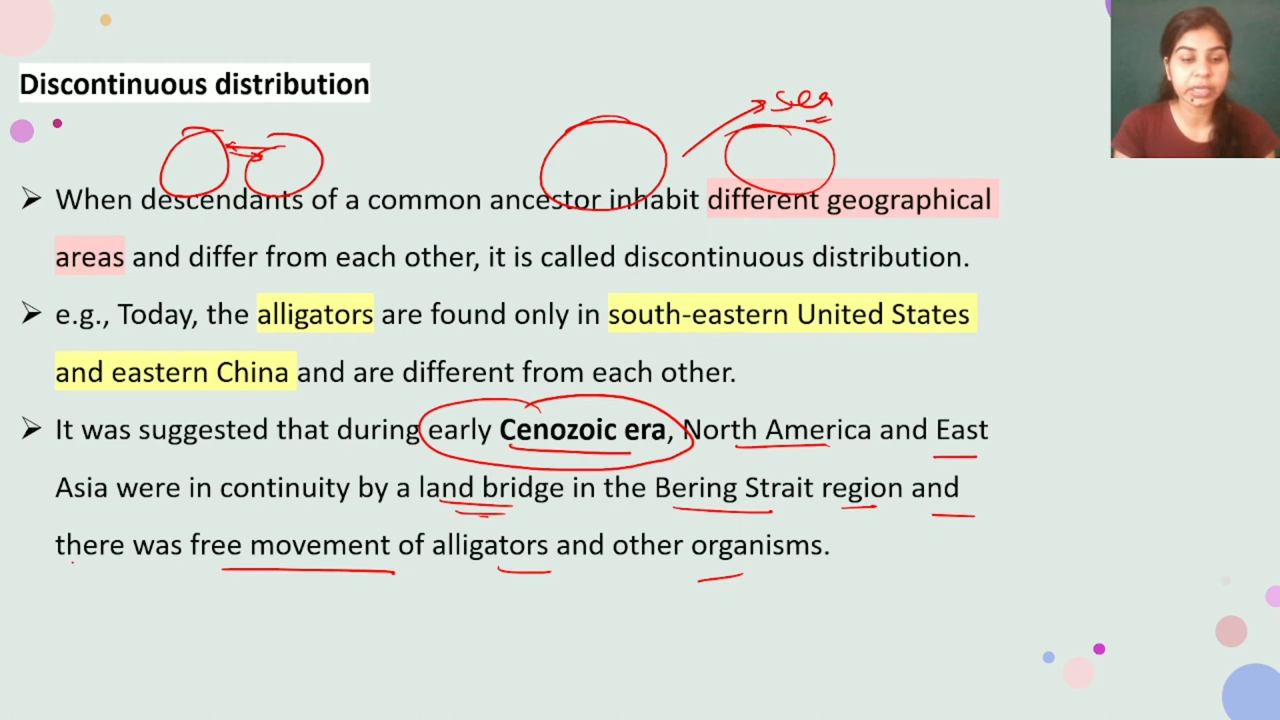 Discontinuous distribution
sea
When descendants of a common ancestor inhabit different geographical
areas and differ from each other, it is called discontinuous distribution.
e.g., Today, the alligators are found only in south-eastern United States
and eastern China and are different from each other.
It was suggested that during early Cenozoic era, North America and East
Asia were in continuity by a land bridge in the Bering Strait region and
there was free movement of alligators and other organisms.